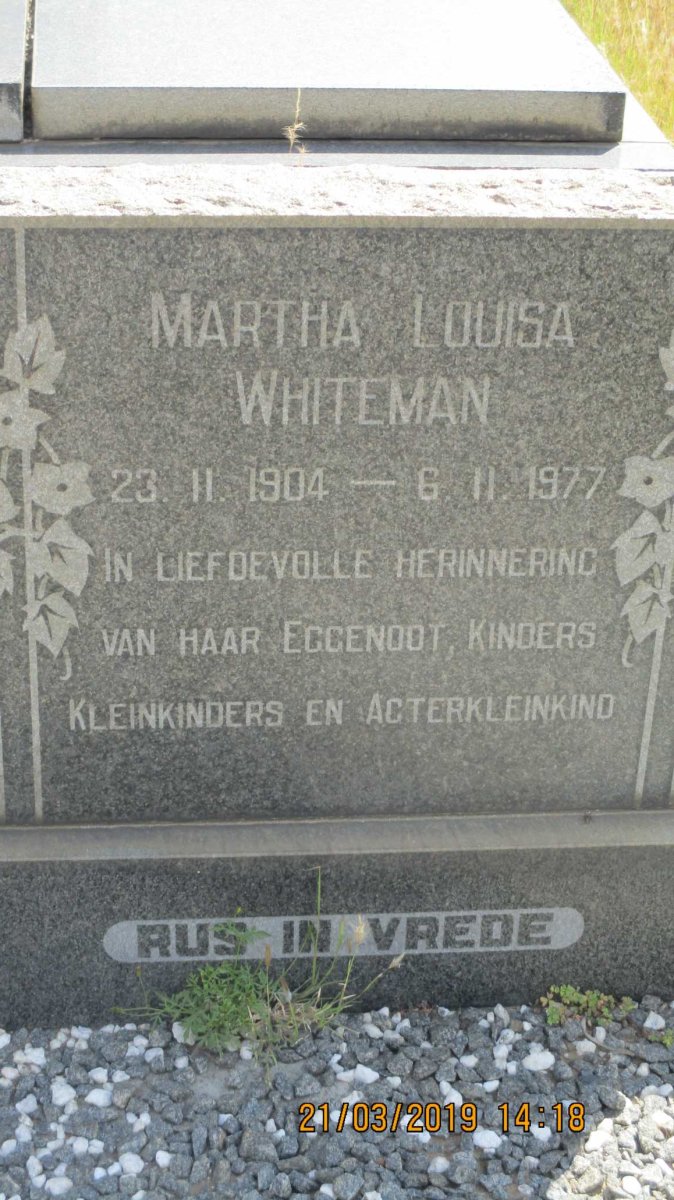 MARTHA LOUISA
WHITEMAN
23. 11. 1904 — 6. 11. 1977
IN LIEFDEVOLLE HERINNERING
VAN HAAR EGGENOOT, KINDERS
KLEINKINDERS EN AGTERKLEINKIND
RUS IN VREDE
21/03/2019 14:18